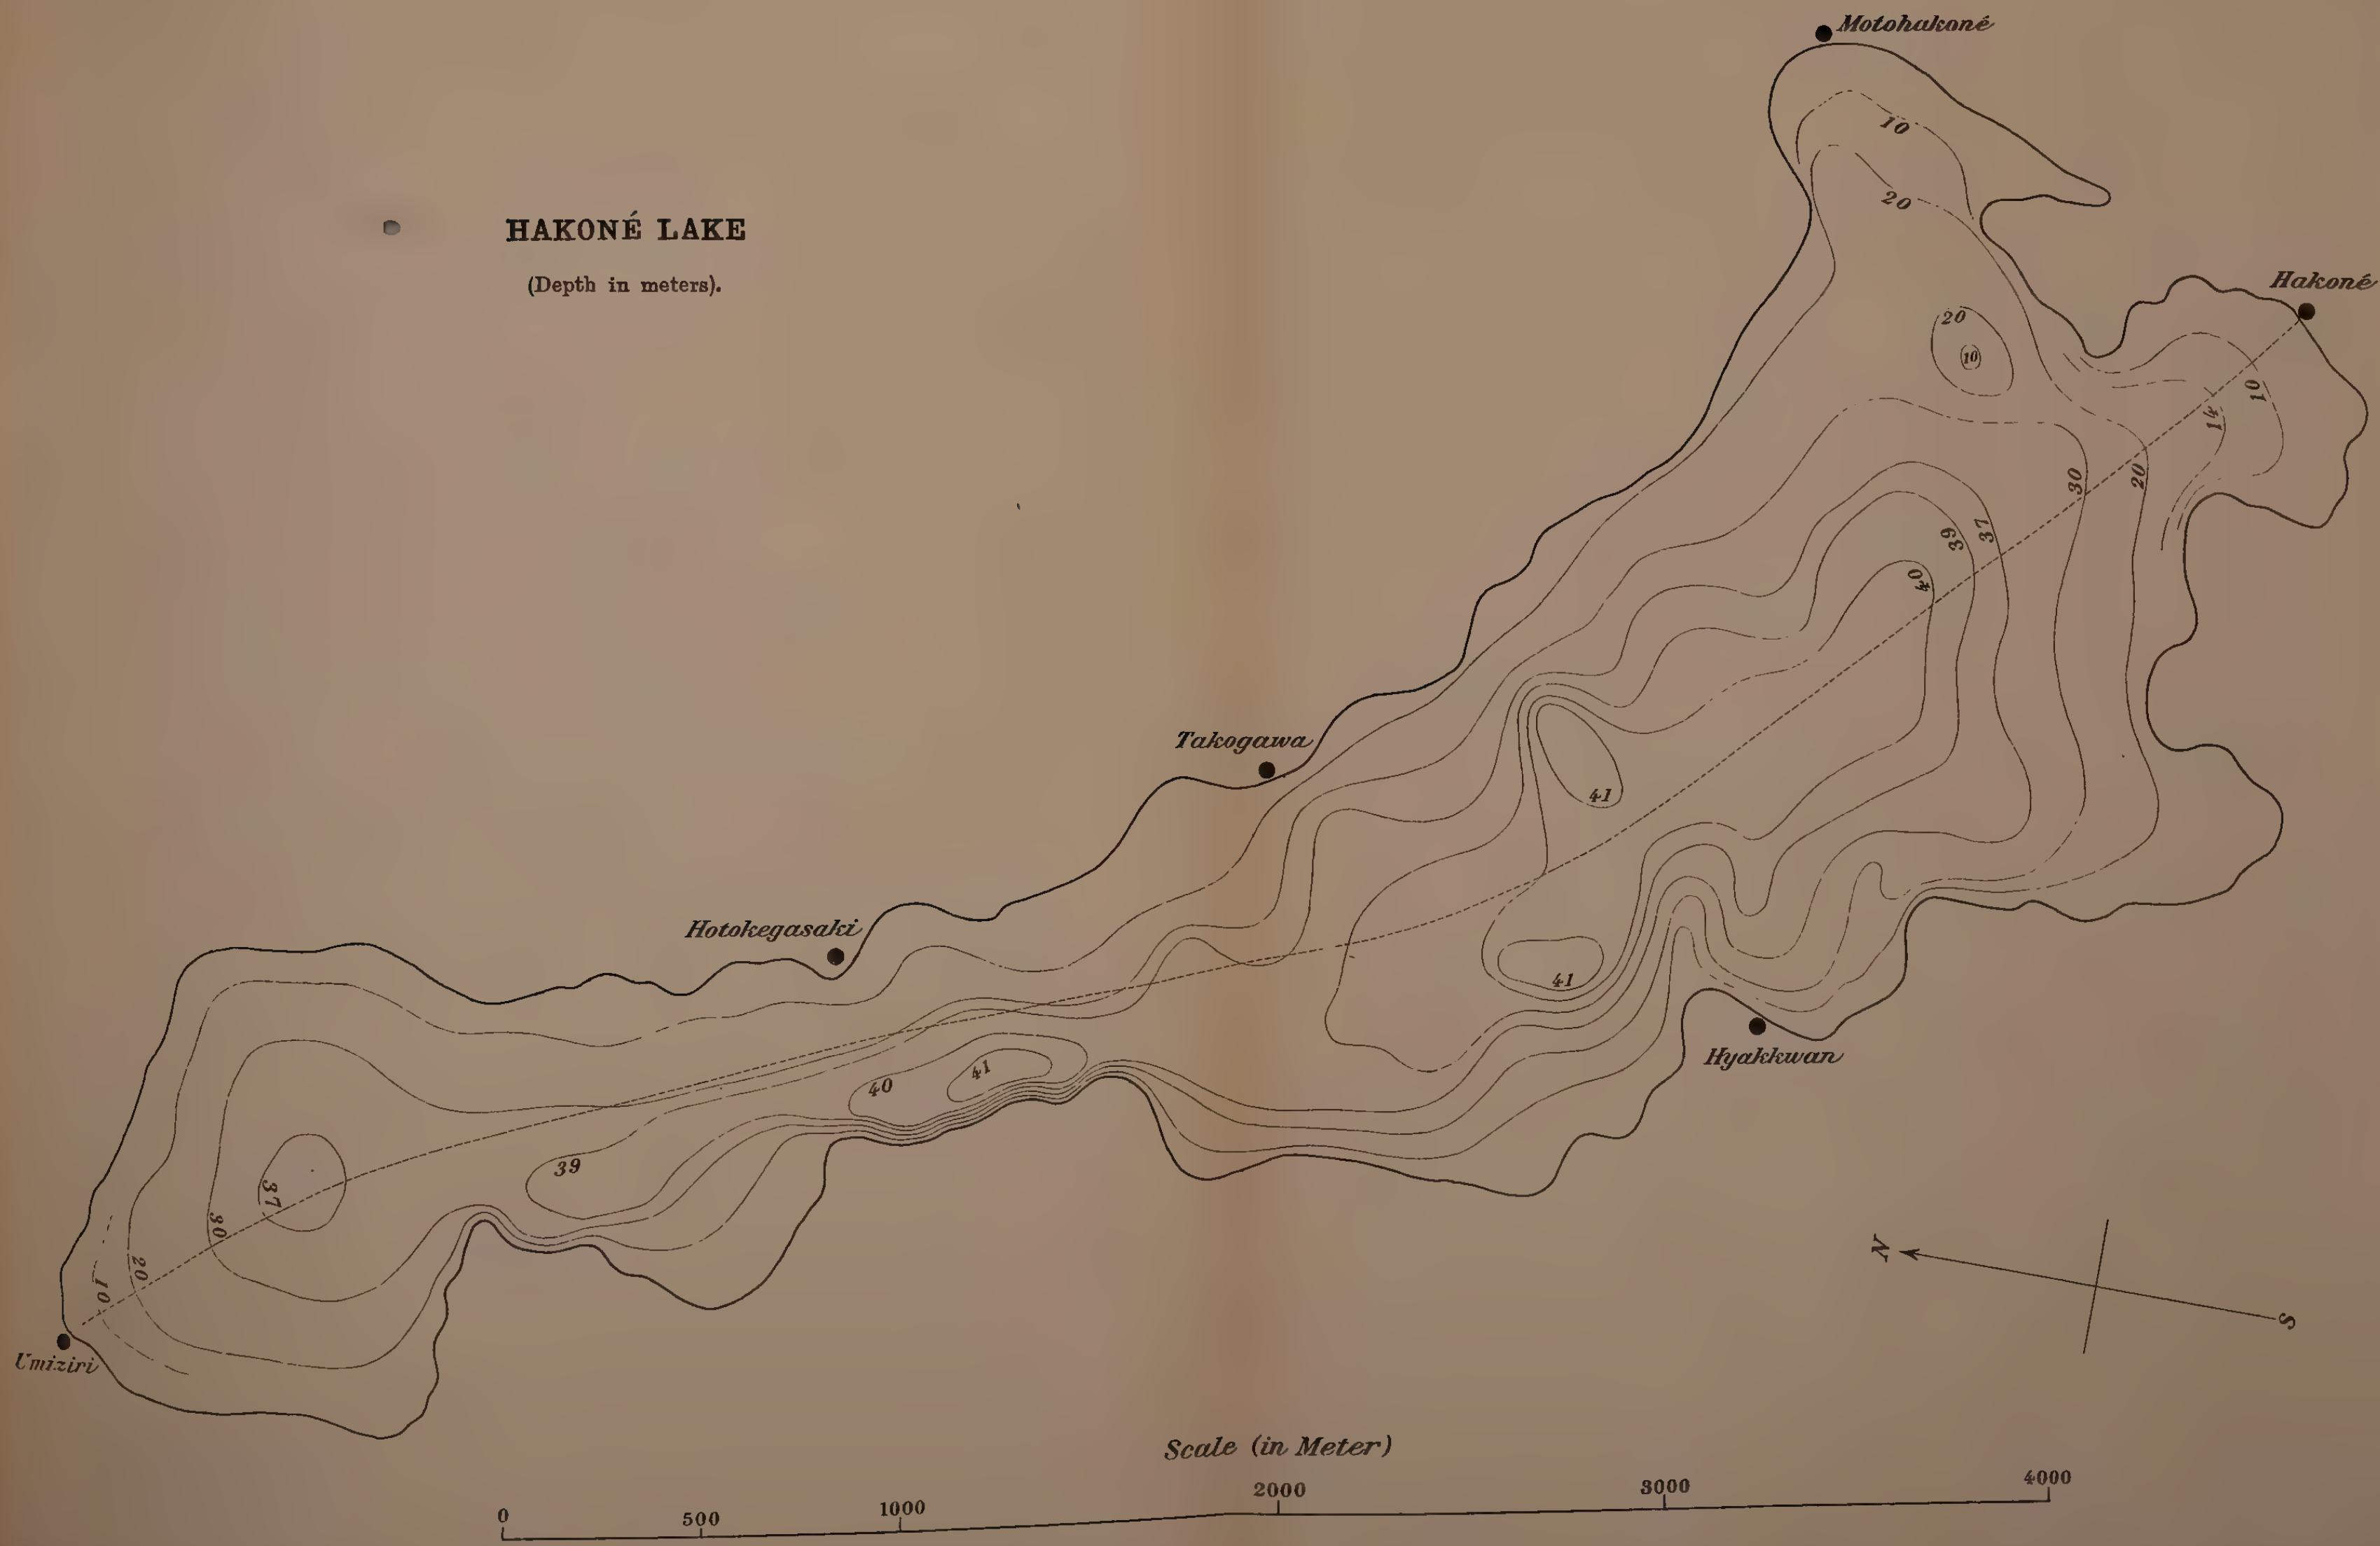 Motohakoné
10
20
HAKONÉ LAKE
(Depth in meters).
Hakoné
20
10
10
14
30
20
39
37
40
Takogawa
41
Hotokegasaki
41
Hyakkwan
41
40
39
37
30
20
10
Umiziri
N
S
Scale (in Meter)
0
500
1000
2000
3000
4000